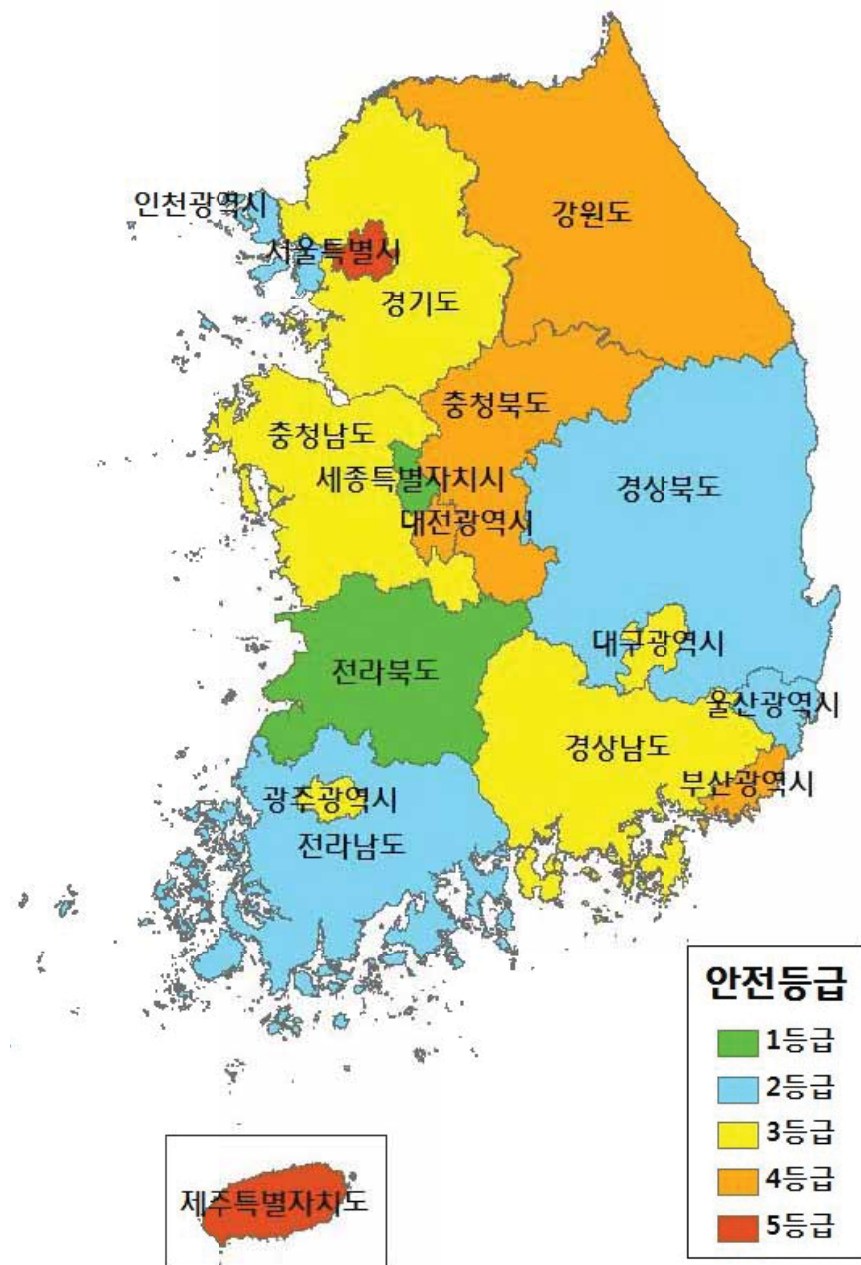 인천광역시
강원도
서울특별시
경기도
충청북도
충청남도
세종특별자치시
경상북도
대전광역시
대구광역시
전라북도
울산광역시
경상남도
부산광역시
광주광역시
전라남도
안전등급
1등급
2등급
3등급
4등급
5등급
제주특별자치도